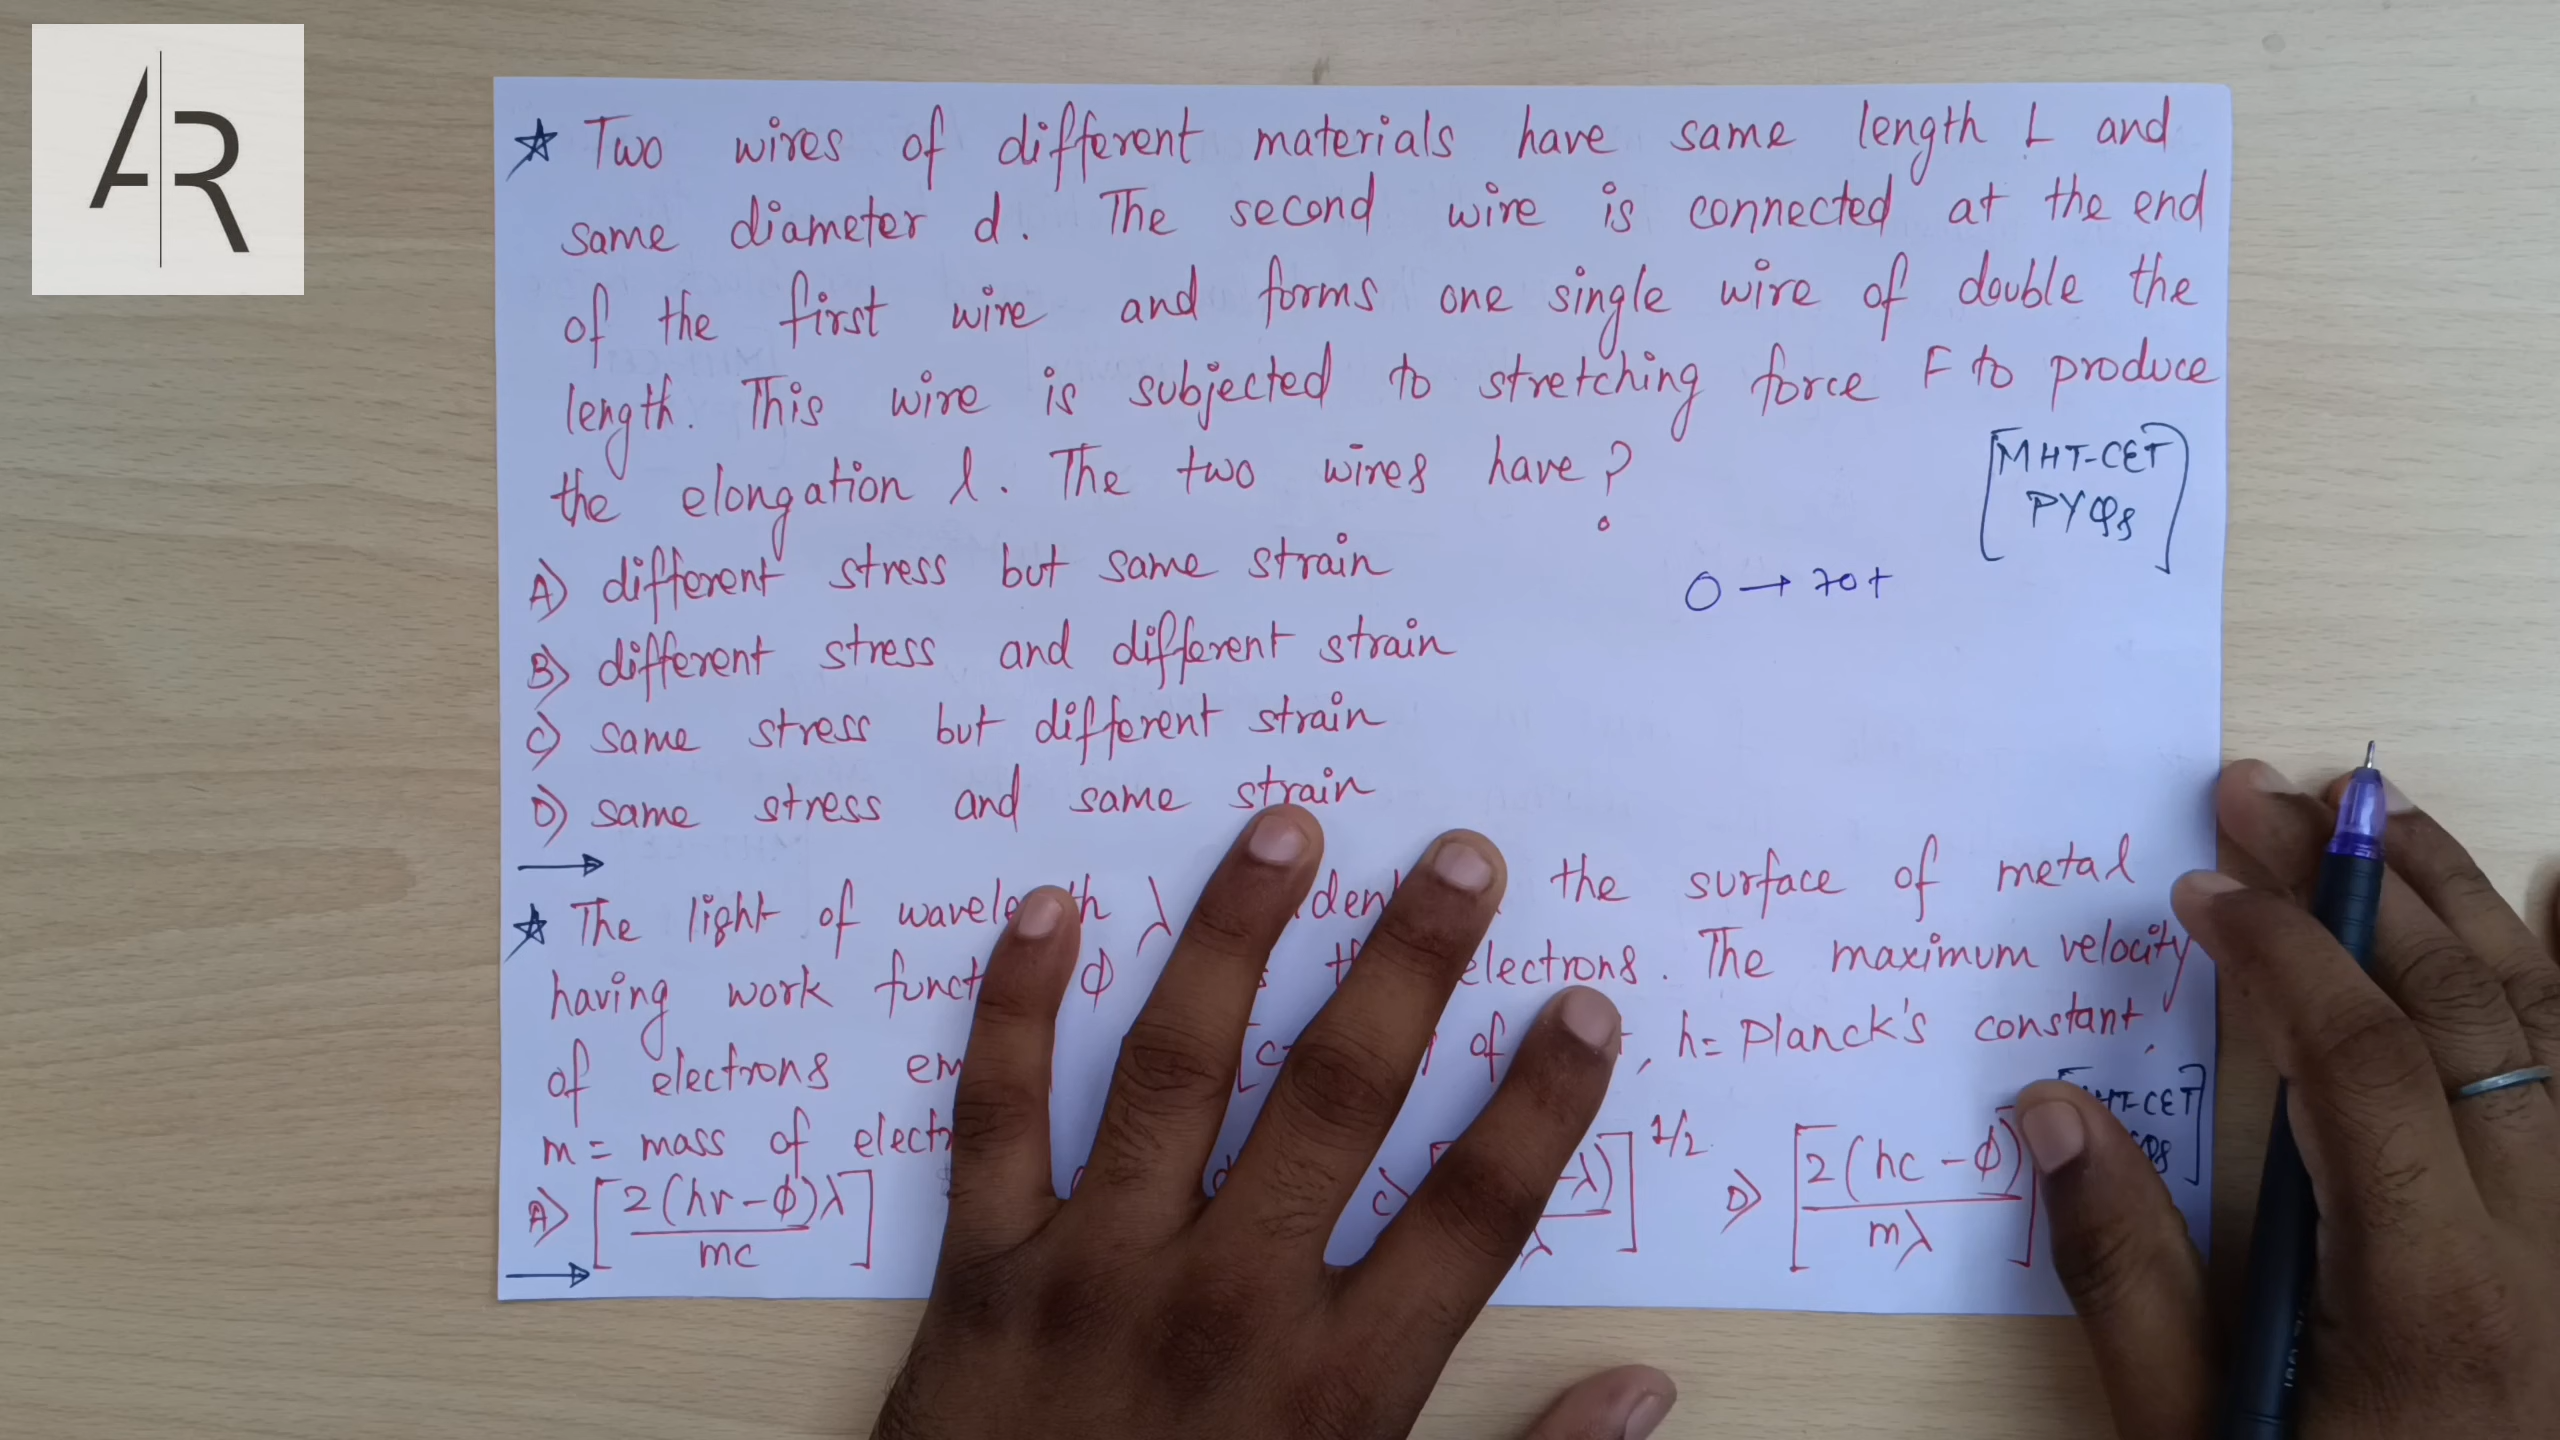 AR
☆ Two wires of different materials have same length L and
same diameter d. The second wire is connected at the end
of the first wire and forms one single wire of double the
length. This wire is subjected to stretching force F to produce
the elongation l. The two wires have?
[MHT-CET
PYQs]
A) different stress but same strain
0 → 70+
B) different stress and different strain
C) same stress but different strain
D) same stress and same strain
→
☆ The light of λ the surface of metal
having work ϕ electrons. The maximum velocity
of electrons of , h= Planck's constant,
m = mass of
A) [2(hν-ϕ)λ / mc] C) -λ)]^1/2 D) [2(hc-ϕ) / mλ]
→